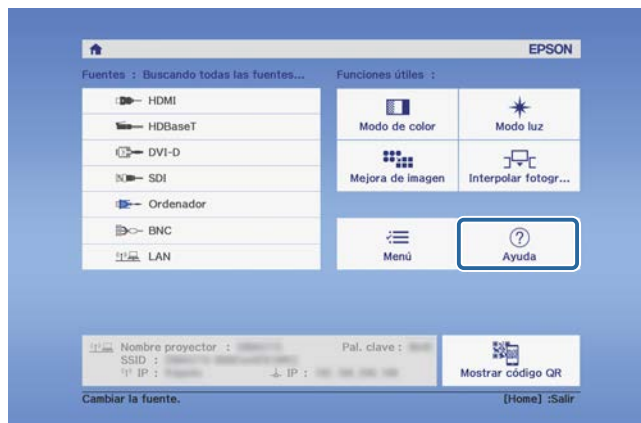 EPSON
Fuentes : Buscando todas las fuentes...
HDMI
HDBaseT
DVI-D
SDI
Ordenador
BNC
LAN
Funciones útiles :
Modo de color
Modo luz
Mejora de imagen
Interpolar fotogr...
Menú
Ayuda
Nombre proyector :
Pal. clave :
SSID :
IP :
IP :
Mostrar código QR
Cambiar la fuente.
[Home] :Salir